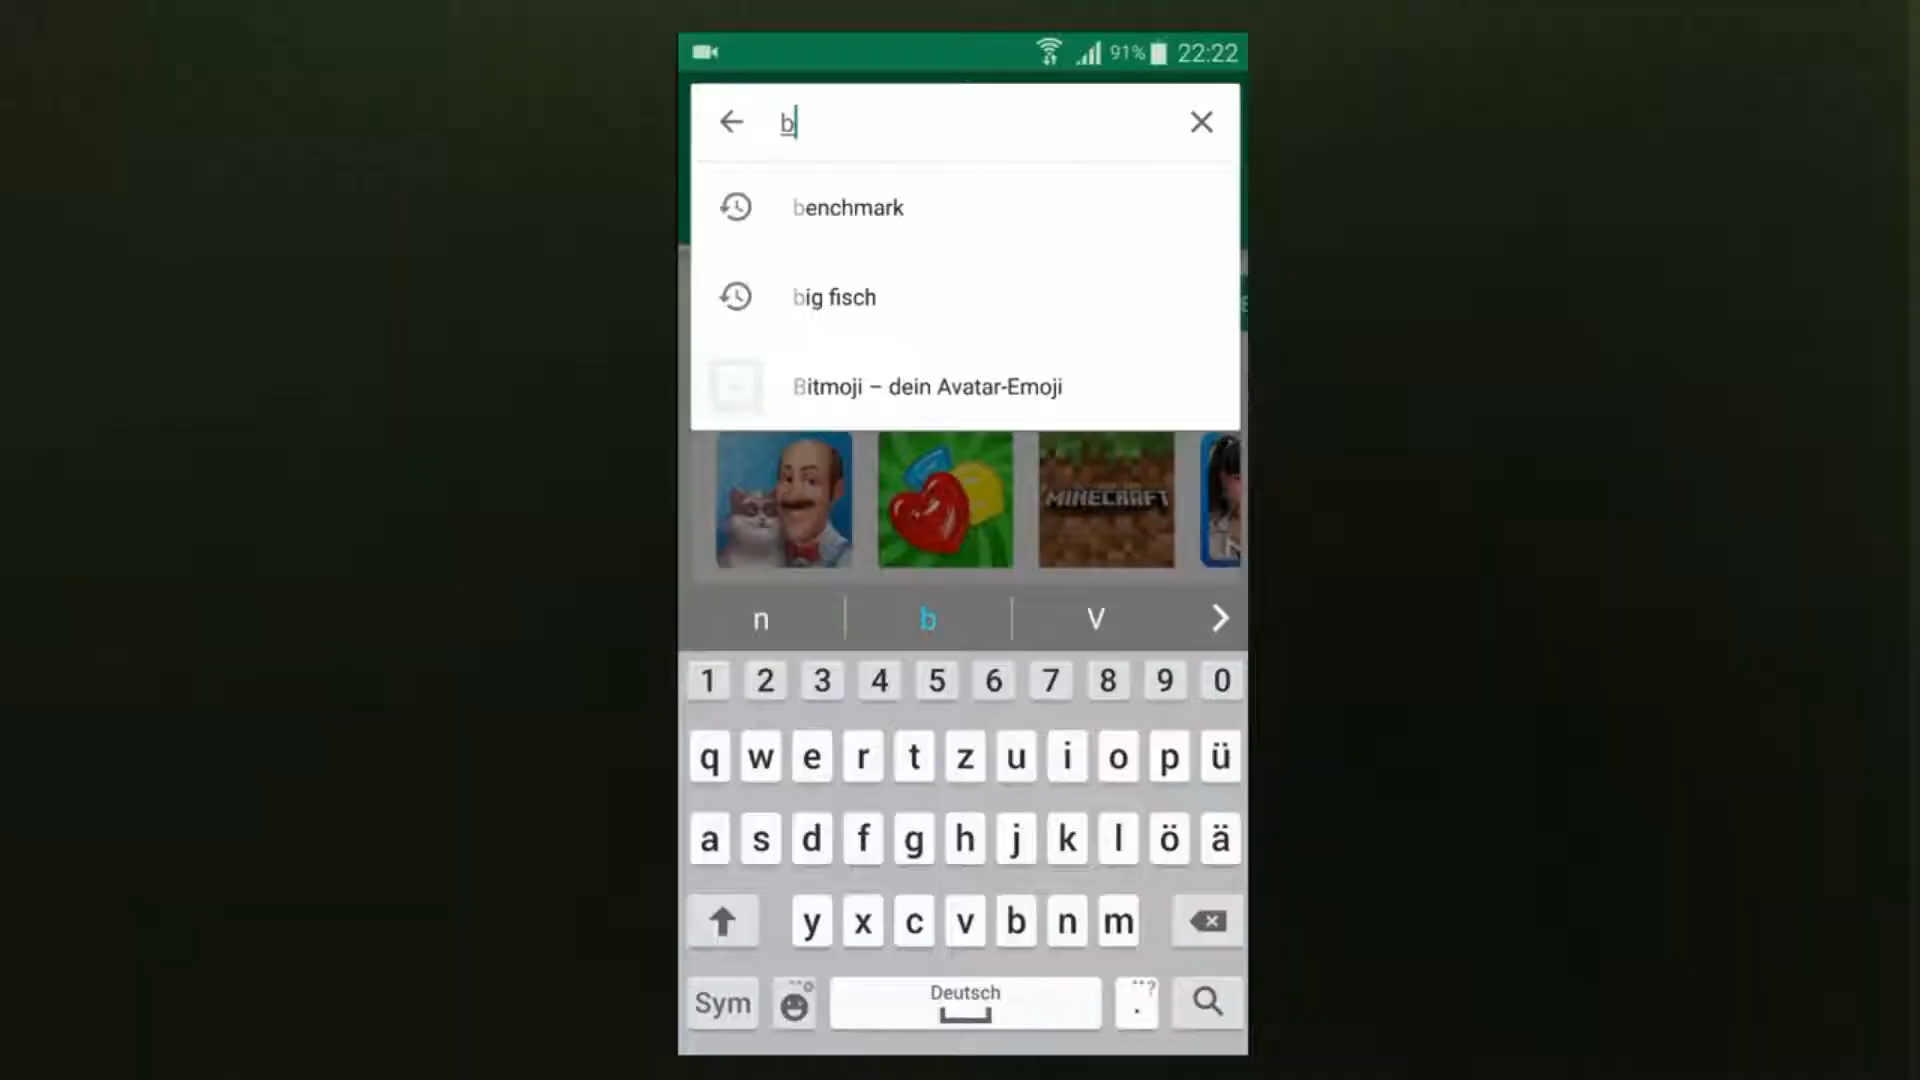 91% 22:22
b
benchmark
big fisch
Bitmoji – dein Avatar-Emoji
MINECRAFT
n b V
1 2 3 4 5 6 7 8 9 0
q w e r t z u i o p ü
a s d f g h j k l ö ä
y x c v b n m
Sym Deutsch . ?